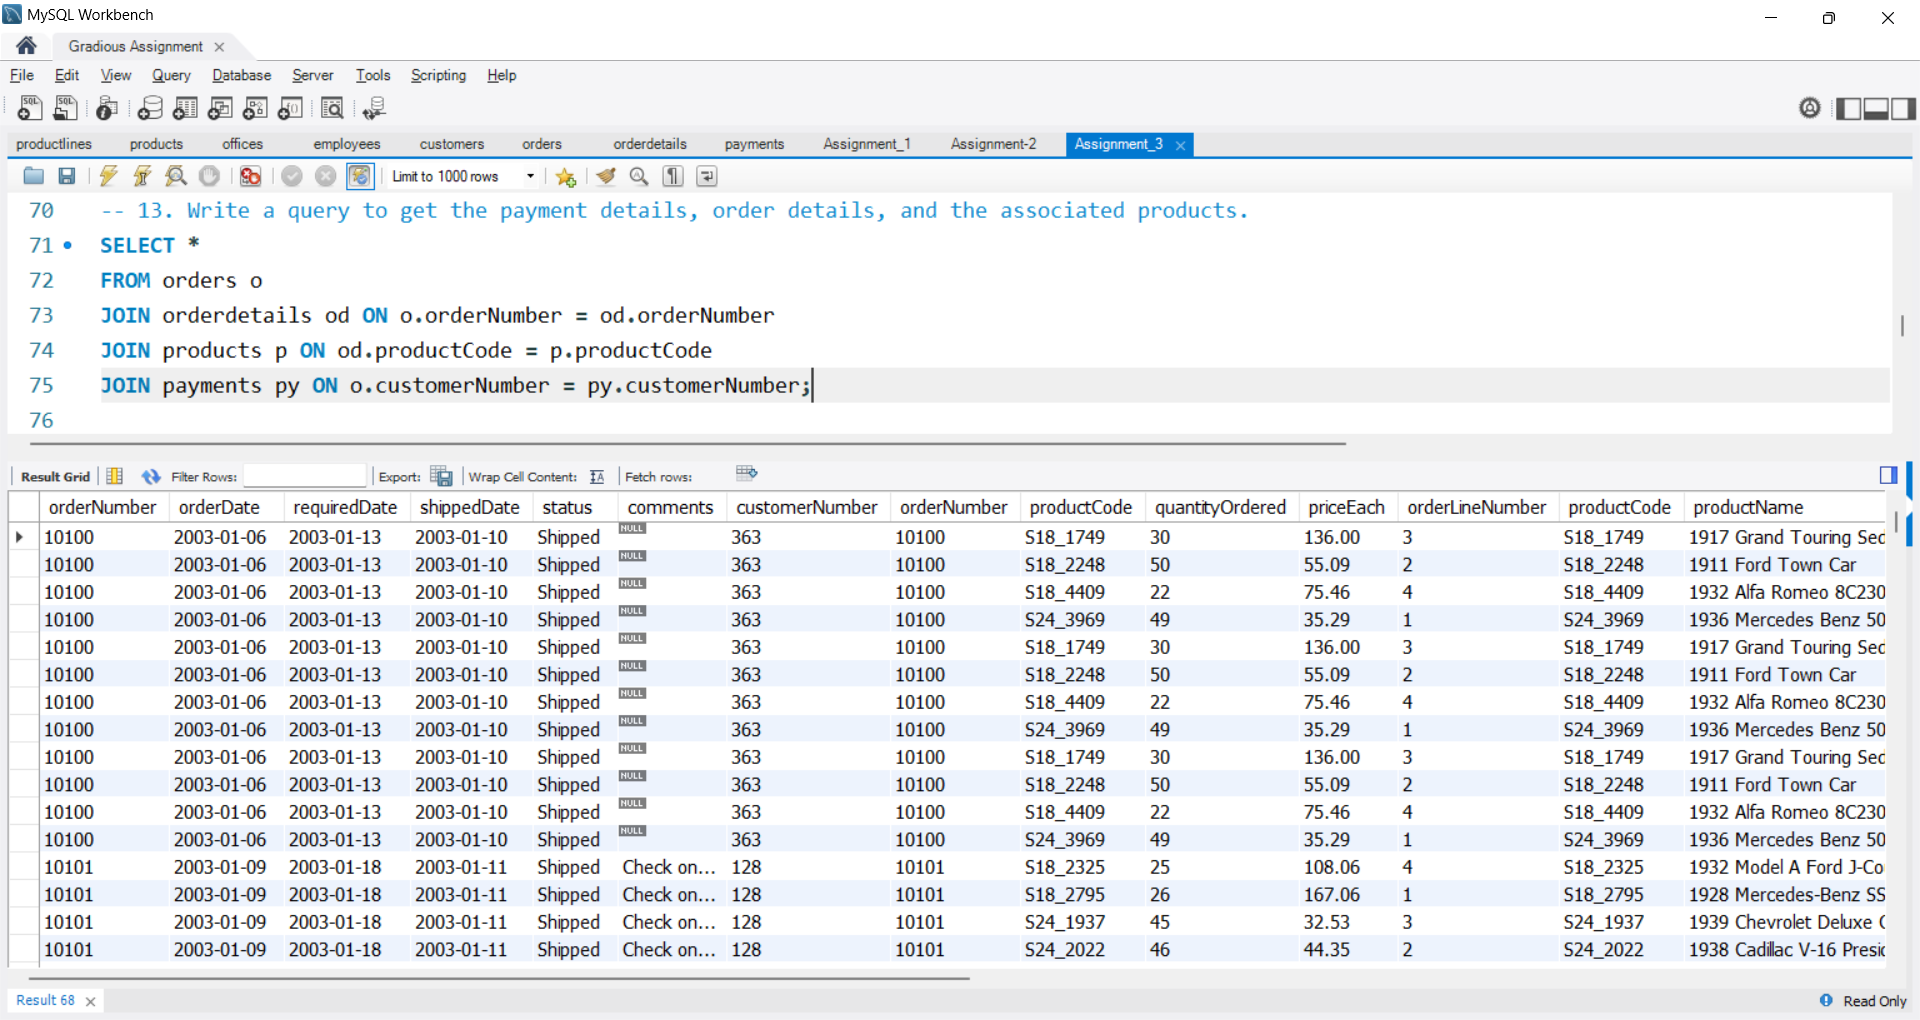 MySQL Workbench
Gradious Assignment
File Edit View Query Database Server Tools Scripting Help
productlines products offices employees customers orders orderdetails payments Assignment_1 Assignment-2 Assignment_3
Limit to 1000 rows
70 -- 13. Write a query to get the payment details, order details, and the associated products.
71 SELECT *
72 FROM orders o
73 JOIN orderdetails od ON o.orderNumber = od.orderNumber
74 JOIN products p ON od.productCode = p.productCode
75 JOIN payments py ON o.customerNumber = py.customerNumber;
76
Result Grid Filter Rows: Export: Wrap Cell Content: Fetch rows:
orderNumber orderDate requiredDate shippedDate status comments customerNumber orderNumber productCode quantityOrdered priceEach orderLineNumber productCode productName
10100 2003-01-06 2003-01-13 2003-01-10 Shipped NULL 363 10100 S18_1749 30 136.00 3 S18_1749 1917 Grand Touring Sed
10100 2003-01-06 2003-01-13 2003-01-10 Shipped NULL 363 10100 S18_2248 50 55.09 2 S18_2248 1911 Ford Town Car
10100 2003-01-06 2003-01-13 2003-01-10 Shipped NULL 363 10100 S18_4409 22 75.46 4 S18_4409 1932 Alfa Romeo 8C230
10100 2003-01-06 2003-01-13 2003-01-10 Shipped NULL 363 10100 S24_3969 49 35.29 1 S24_3969 1936 Mercedes Benz 50
10100 2003-01-06 2003-01-13 2003-01-10 Shipped NULL 363 10100 S18_1749 30 136.00 3 S18_1749 1917 Grand Touring Sed
10100 2003-01-06 2003-01-13 2003-01-10 Shipped NULL 363 10100 S18_2248 50 55.09 2 S18_2248 1911 Ford Town Car
10100 2003-01-06 2003-01-13 2003-01-10 Shipped NULL 363 10100 S18_4409 22 75.46 4 S18_4409 1932 Alfa Romeo 8C230
10100 2003-01-06 2003-01-13 2003-01-10 Shipped NULL 363 10100 S24_3969 49 35.29 1 S24_3969 1936 Mercedes Benz 50
10100 2003-01-06 2003-01-13 2003-01-10 Shipped NULL 363 10100 S18_1749 30 136.00 3 S18_1749 1917 Grand Touring Sed
10100 2003-01-06 2003-01-13 2003-01-10 Shipped NULL 363 10100 S18_2248 50 55.09 2 S18_2248 1911 Ford Town Car
10100 2003-01-06 2003-01-13 2003-01-10 Shipped NULL 363 10100 S18_4409 22 75.46 4 S18_4409 1932 Alfa Romeo 8C230
10100 2003-01-06 2003-01-13 2003-01-10 Shipped NULL 363 10100 S24_3969 49 35.29 1 S24_3969 1936 Mercedes Benz 50
10101 2003-01-09 2003-01-18 2003-01-11 Shipped Check on... 128 10101 S18_2325 25 108.06 4 S18_2325 1932 Model A Ford J-Co
10101 2003-01-09 2003-01-18 2003-01-11 Shipped Check on... 128 10101 S18_2795 26 167.06 1 S18_2795 1928 Mercedes-Benz SS
10101 2003-01-09 2003-01-18 2003-01-11 Shipped Check on... 128 10101 S24_1937 45 32.53 3 S24_1937 1939 Chevrolet Deluxe C
10101 2003-01-09 2003-01-18 2003-01-11 Shipped Check on... 128 10101 S24_2022 46 44.35 2 S24_2022 1938 Cadillac V-16 Presid
Result 68 Read Only